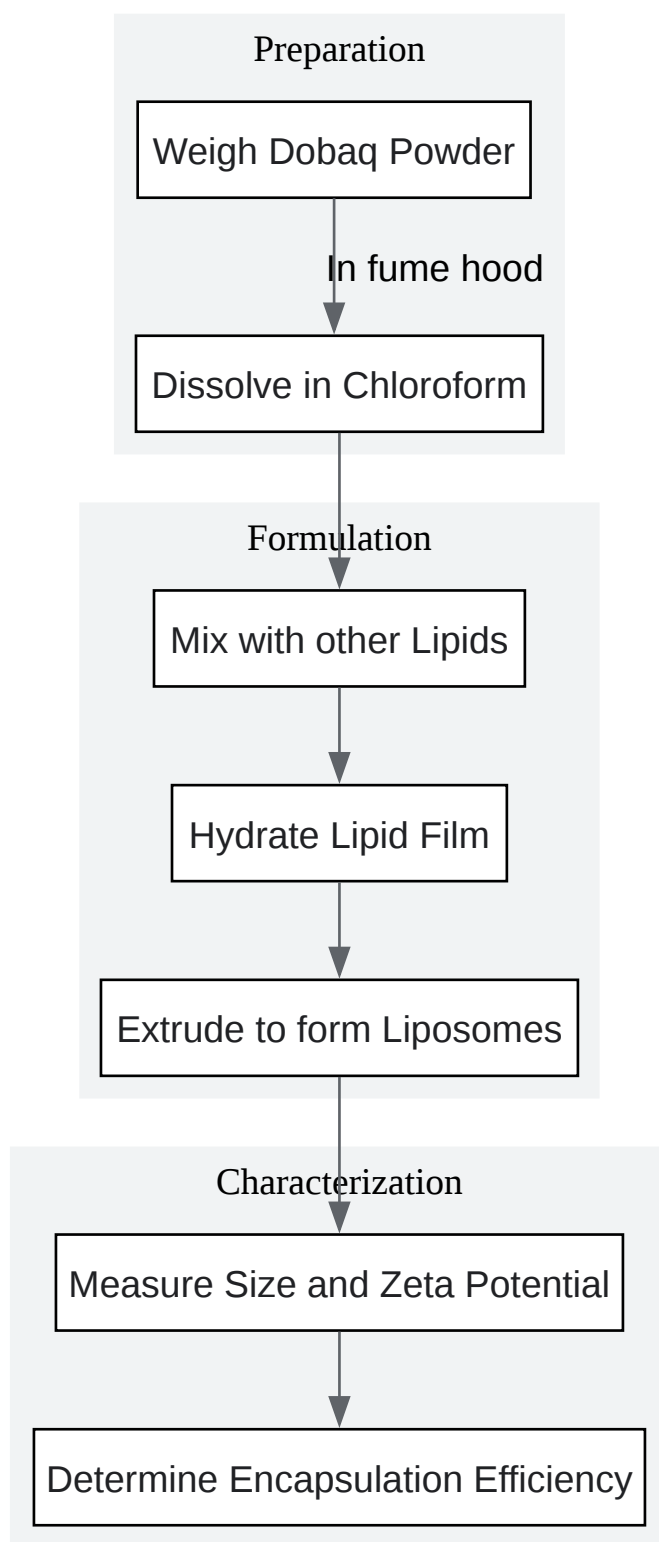 Preparation
Weigh Dobaq Powder
In fume hood
Dissolve in Chloroform
Formulation
Mix with other Lipids
Hydrate Lipid Film
Extrude to form Liposomes
Characterization
Measure Size and Zeta Potential
Determine Encapsulation Efficiency